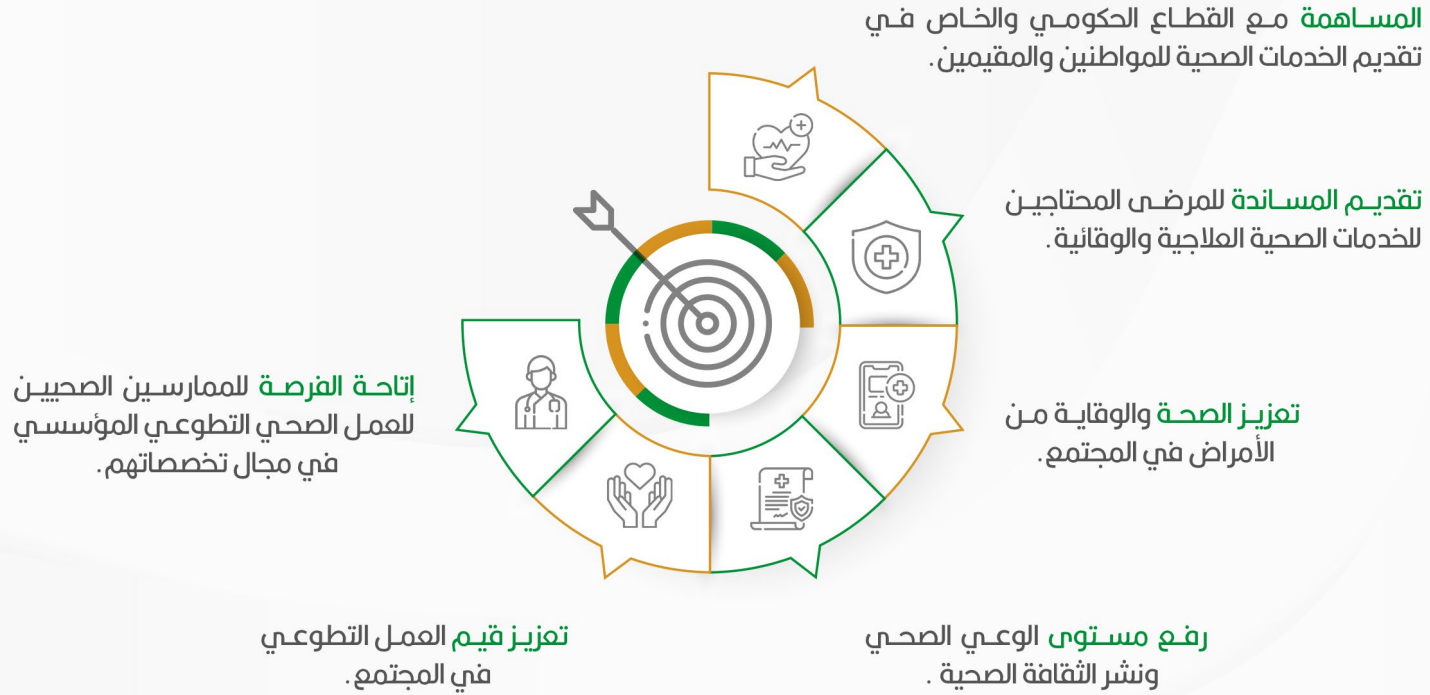 المساهمة مع القطاع الحكومي والخاص في
تقديم الخدمات الصحية للمواطنين والمقيمين.
تقديم المساندة للمرضى المحتاجين
للخدمات الصحية العلاجية والوقائية.
تعزيز الصحة والوقاية من
الأمراض في المجتمع.
رفع مستوى الوعي الصحي
ونشر الثقافة الصحية .
تعزيز قيم العمل التطوعي
في المجتمع.
إتاحة الفرصة للممارسين الصحيين
للعمل الصحي التطوعي المؤسسي
في مجال تخصصاتهم.